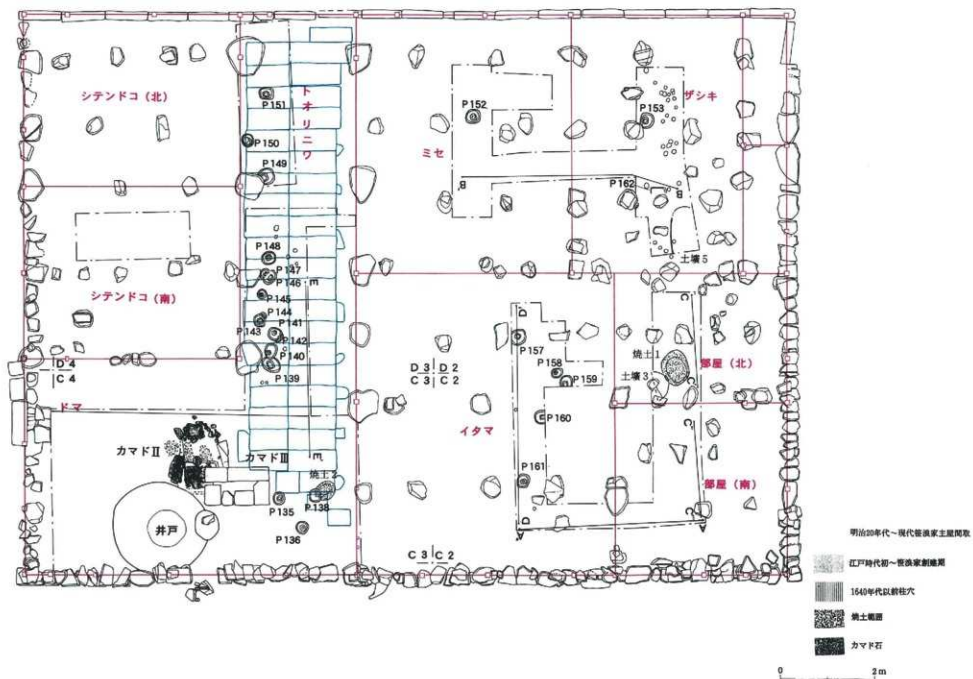 シテンドコ（北）
P151
トオリニワ
P150
P149
ミセ
P152
P153
ザシキ
P162
B
B
土壙5
シテンドコ（南）
P148
P147
P146
P145
P144
P143
P141
P142
P140
P139
E
E
D 4
C 4
ドマ
カマドⅡ
カマドⅢ
井戸
P135
P136
P138
焼土2
D 3 D 2
C 3 C 2
イタマ
D
P157
P158
P159
P160
P161
D
焼土1
土壙3
部屋（北）
C
C
C'
C'
部屋（南）
C 3 C 2
明治20年代～現代笹浪家主屋間取
江戸時代初～笹浪家創建期
1640年代以前柱穴
焼土範囲
カマド石
0 2m